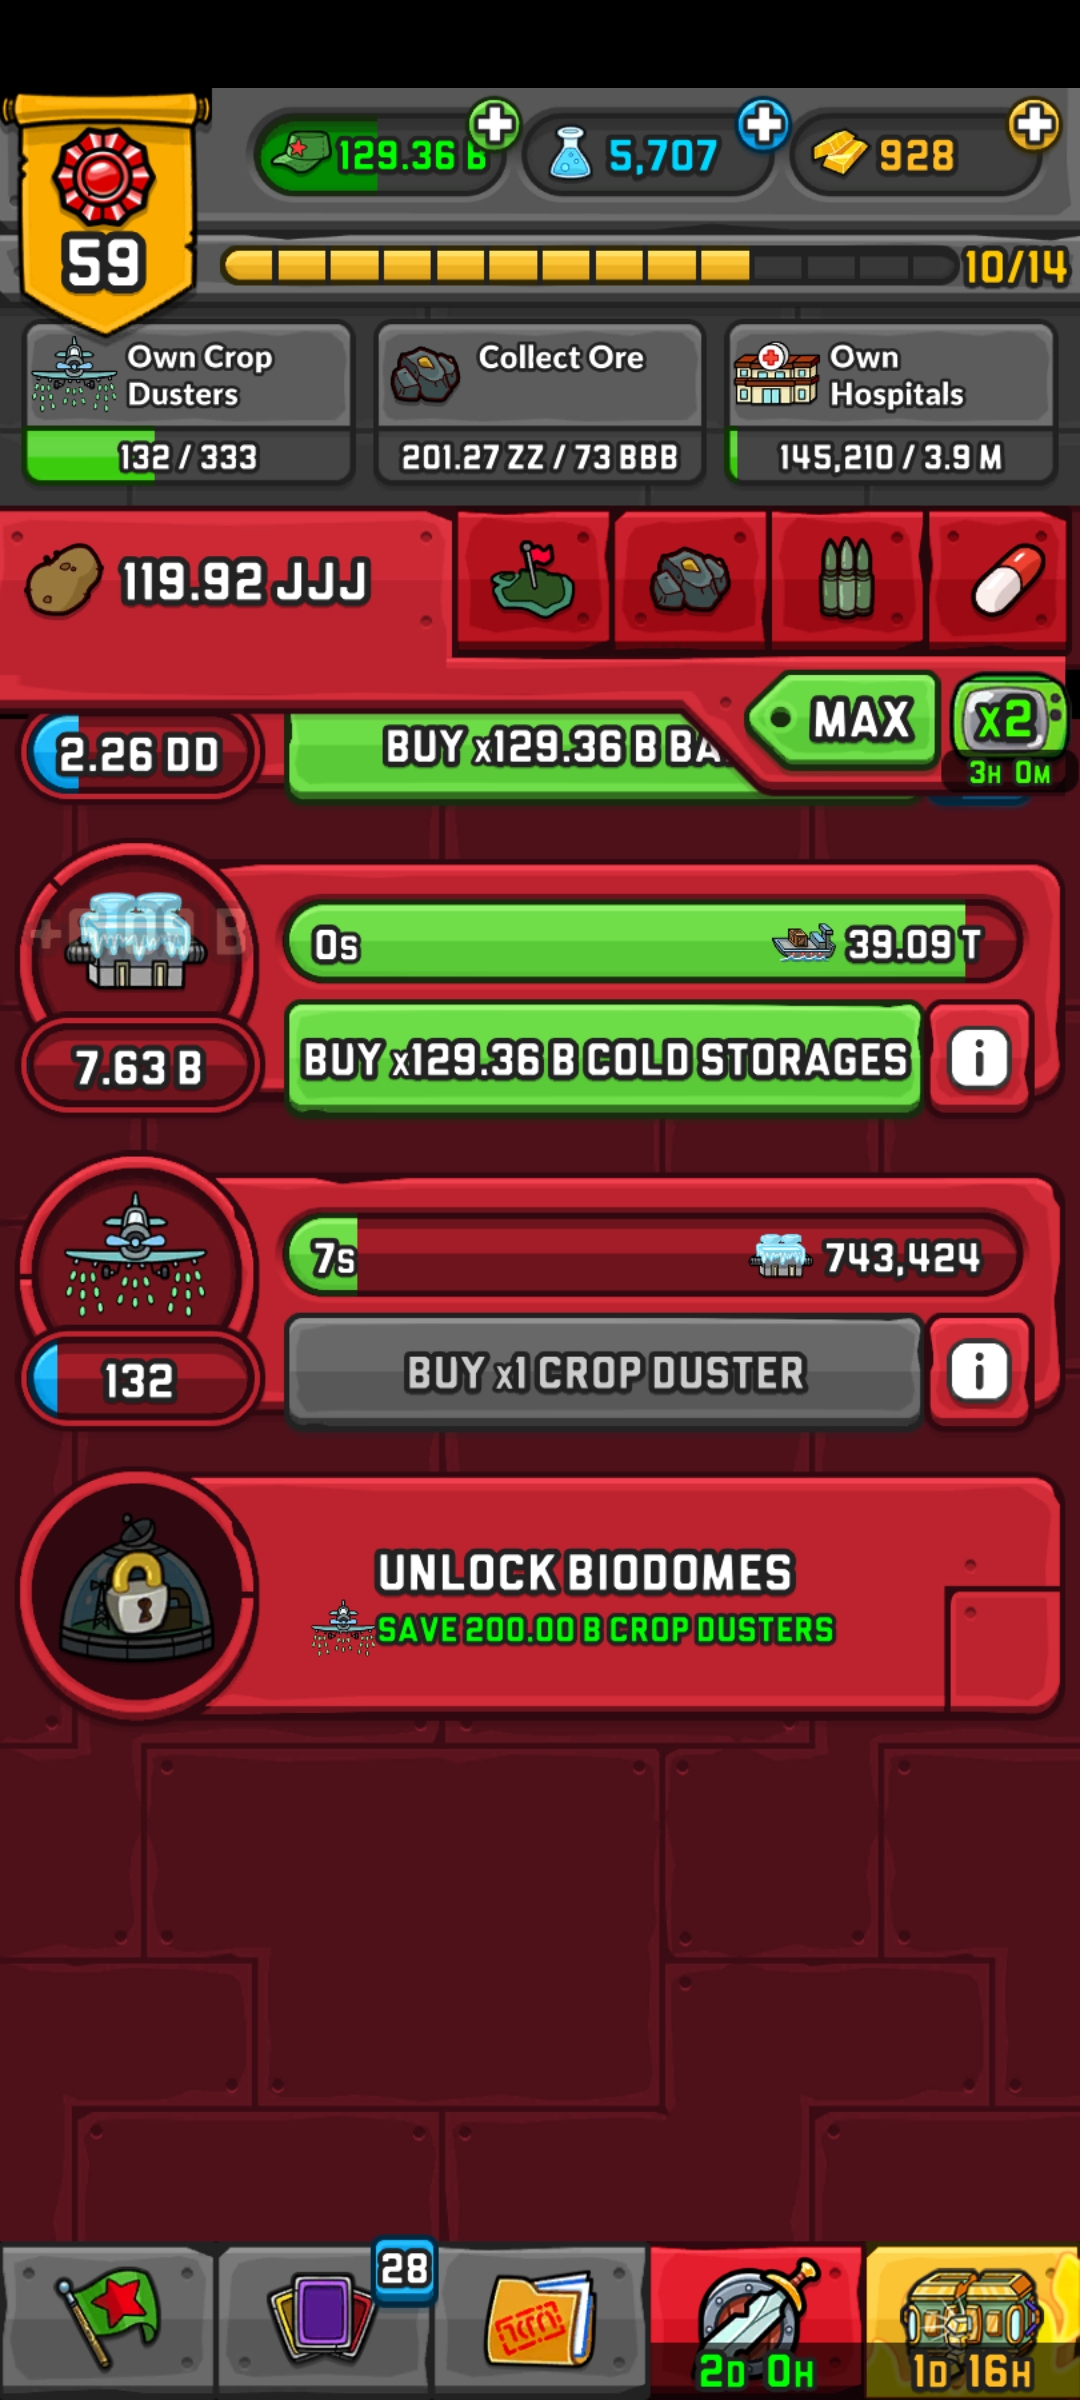 129.36 B
5,707
928
59
10/14
Own Crop
Dusters
132 / 333
Collect Ore
201.27 ZZ / 73 BBB
Own
Hospitals
145,210 / 3.9 M
119.92 JJJ
MAX
x2
3H 0M
2.26 DD
BUY x129.36 B BA
0s
39.09 T
7.63 B
BUY x129.36 B COLD STORAGES
i
7s
743,424
132
BUY x1 CROP DUSTER
i
UNLOCK BIODOMES
SAVE 200.00 B CROP DUSTERS
28
2D 0H
1D 16H